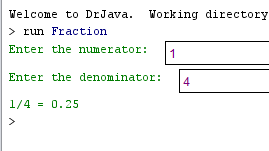 Welcome to DrJava.  Working directory
> run Fraction
Enter the numerator: 1
Enter the denominator: 4
1/4 = 0.25
>